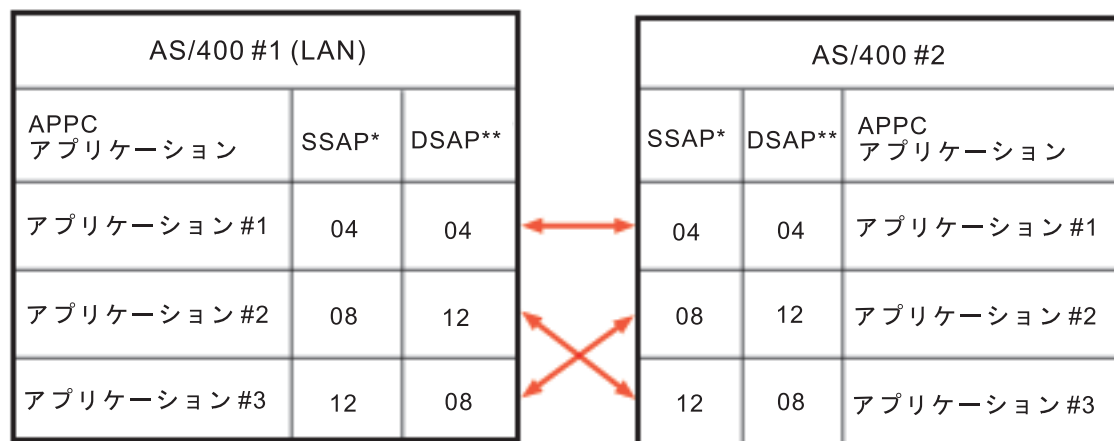 AS/400 #1 (LAN)
APPC
アプリケーション
SSAP*
DSAP**
アプリケーション#1
04
04
アプリケーション#2
08
12
アプリケーション#3
12
08
AS/400 #2
SSAP*
DSAP**
APPC
アプリケーション
04
04
アプリケーション#1
08
12
アプリケーション#2
12
08
アプリケーション#3